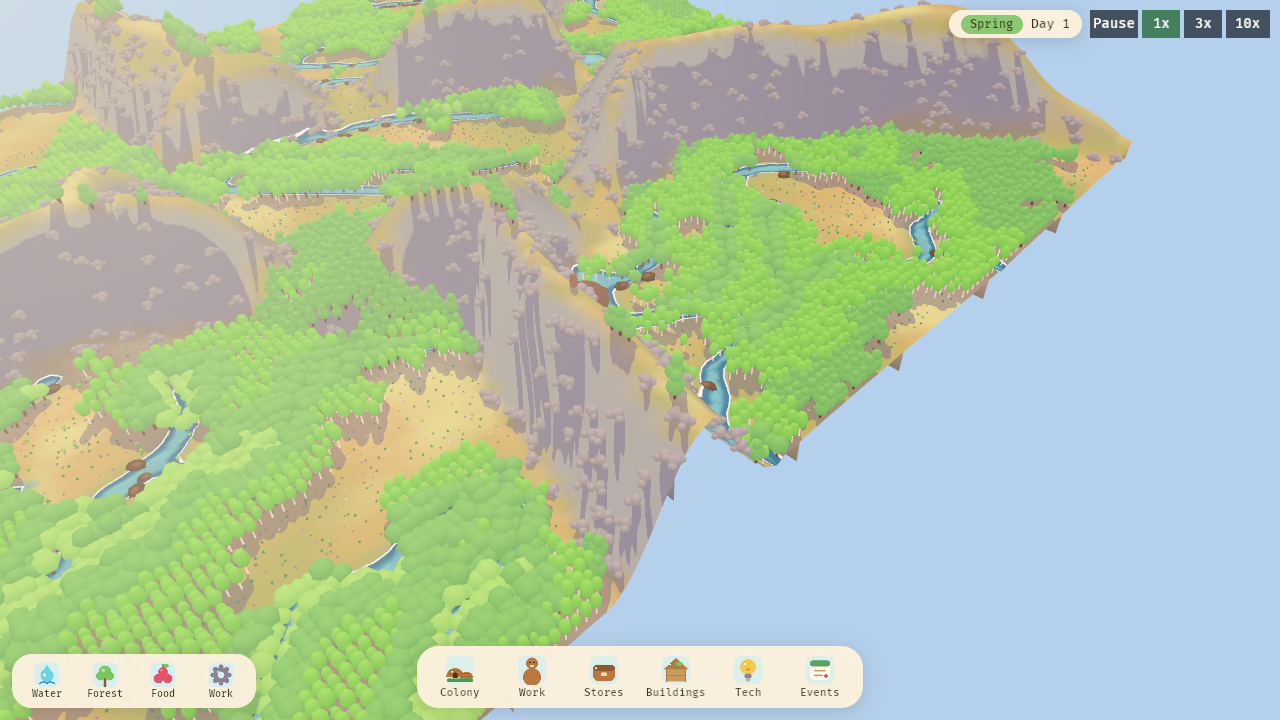 Spring Day 1 Pause 1x 3x 10x
Water Forest Food Work
Colony Work Stores Buildings Tech Events